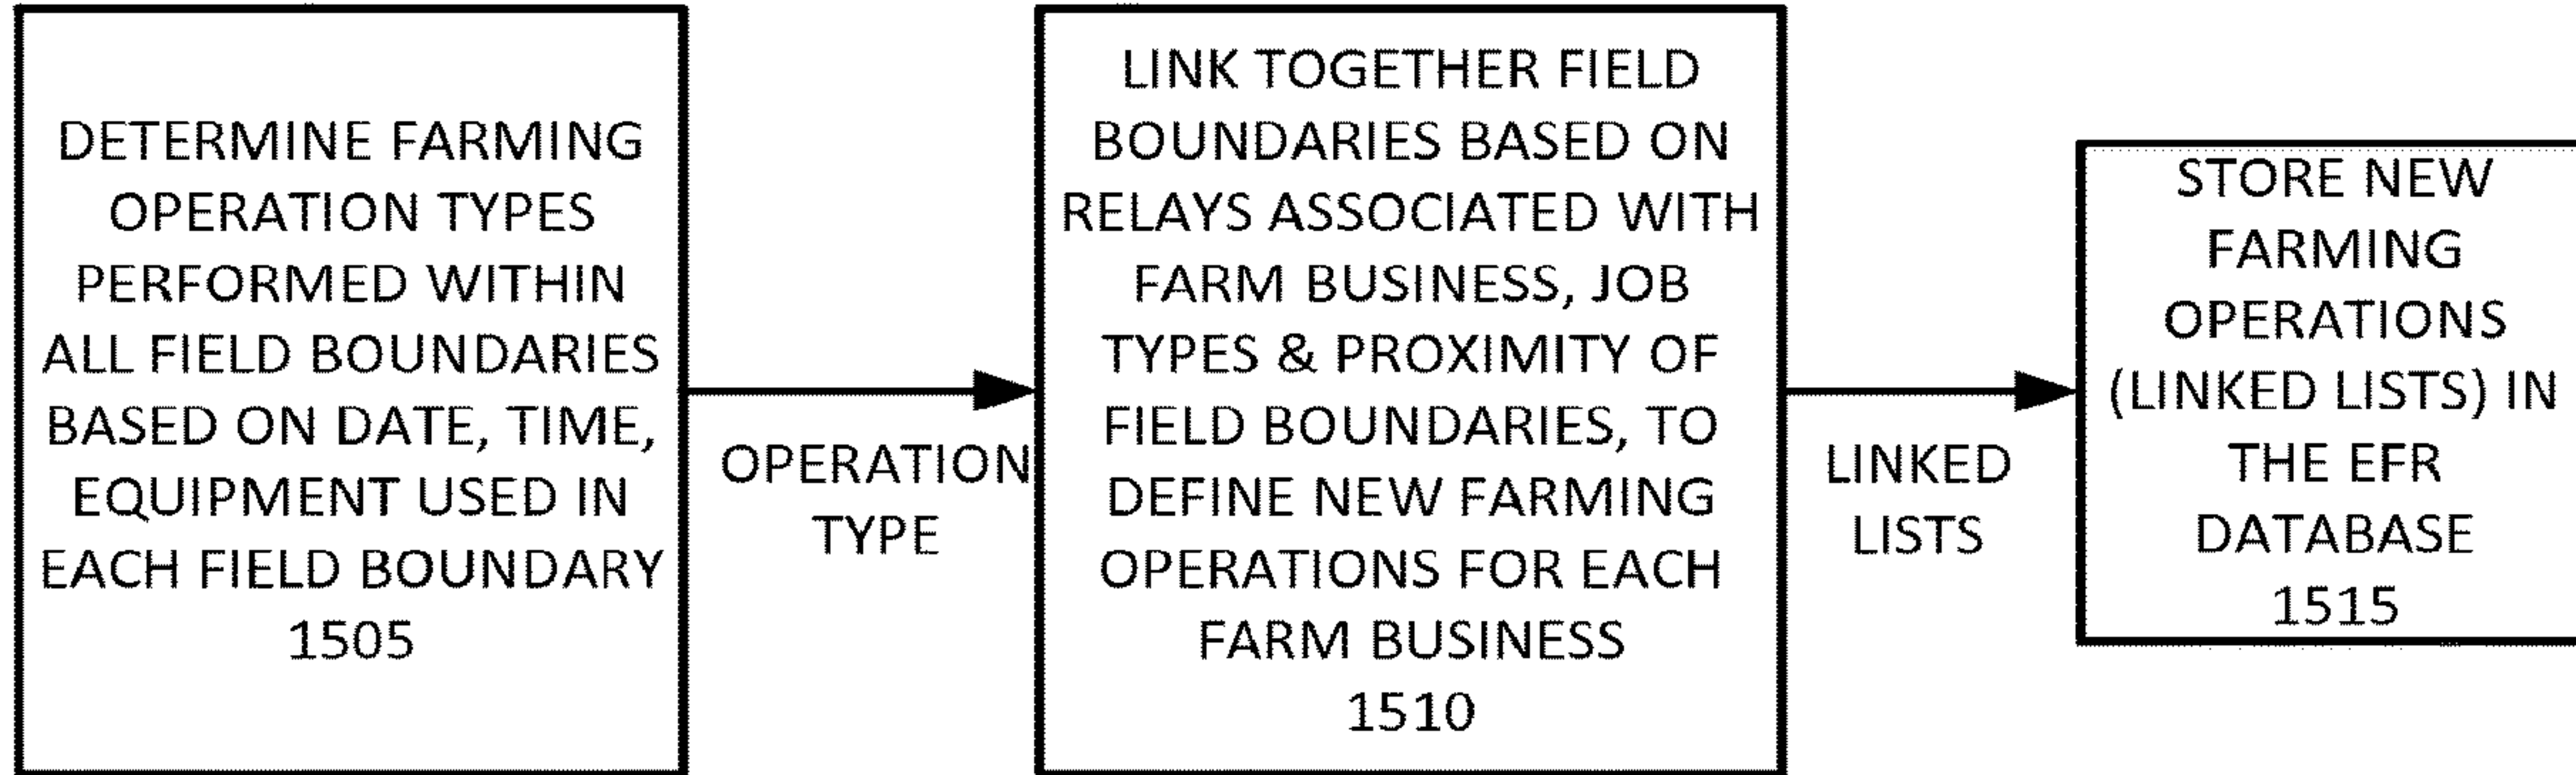 DETERMINE FARMING
OPERATION TYPES
PERFORMED WITHIN
ALL FIELD BOUNDARIES
BASED ON DATE, TIME,
EQUIPMENT USED IN
EACH FIELD BOUNDARY
1505
OPERATION
TYPE
LINK TOGETHER FIELD
BOUNDARIES BASED ON
RELAYS ASSOCIATED WITH
FARM BUSINESS, JOB
TYPES & PROXIMITY OF
FIELD BOUNDARIES, TO
DEFINE NEW FARMING
OPERATIONS FOR EACH
FARM BUSINESS
1510
LINKED
LISTS
STORE NEW
FARMING
OPERATIONS
(LINKED LISTS) IN
THE EFR
DATABASE
1515